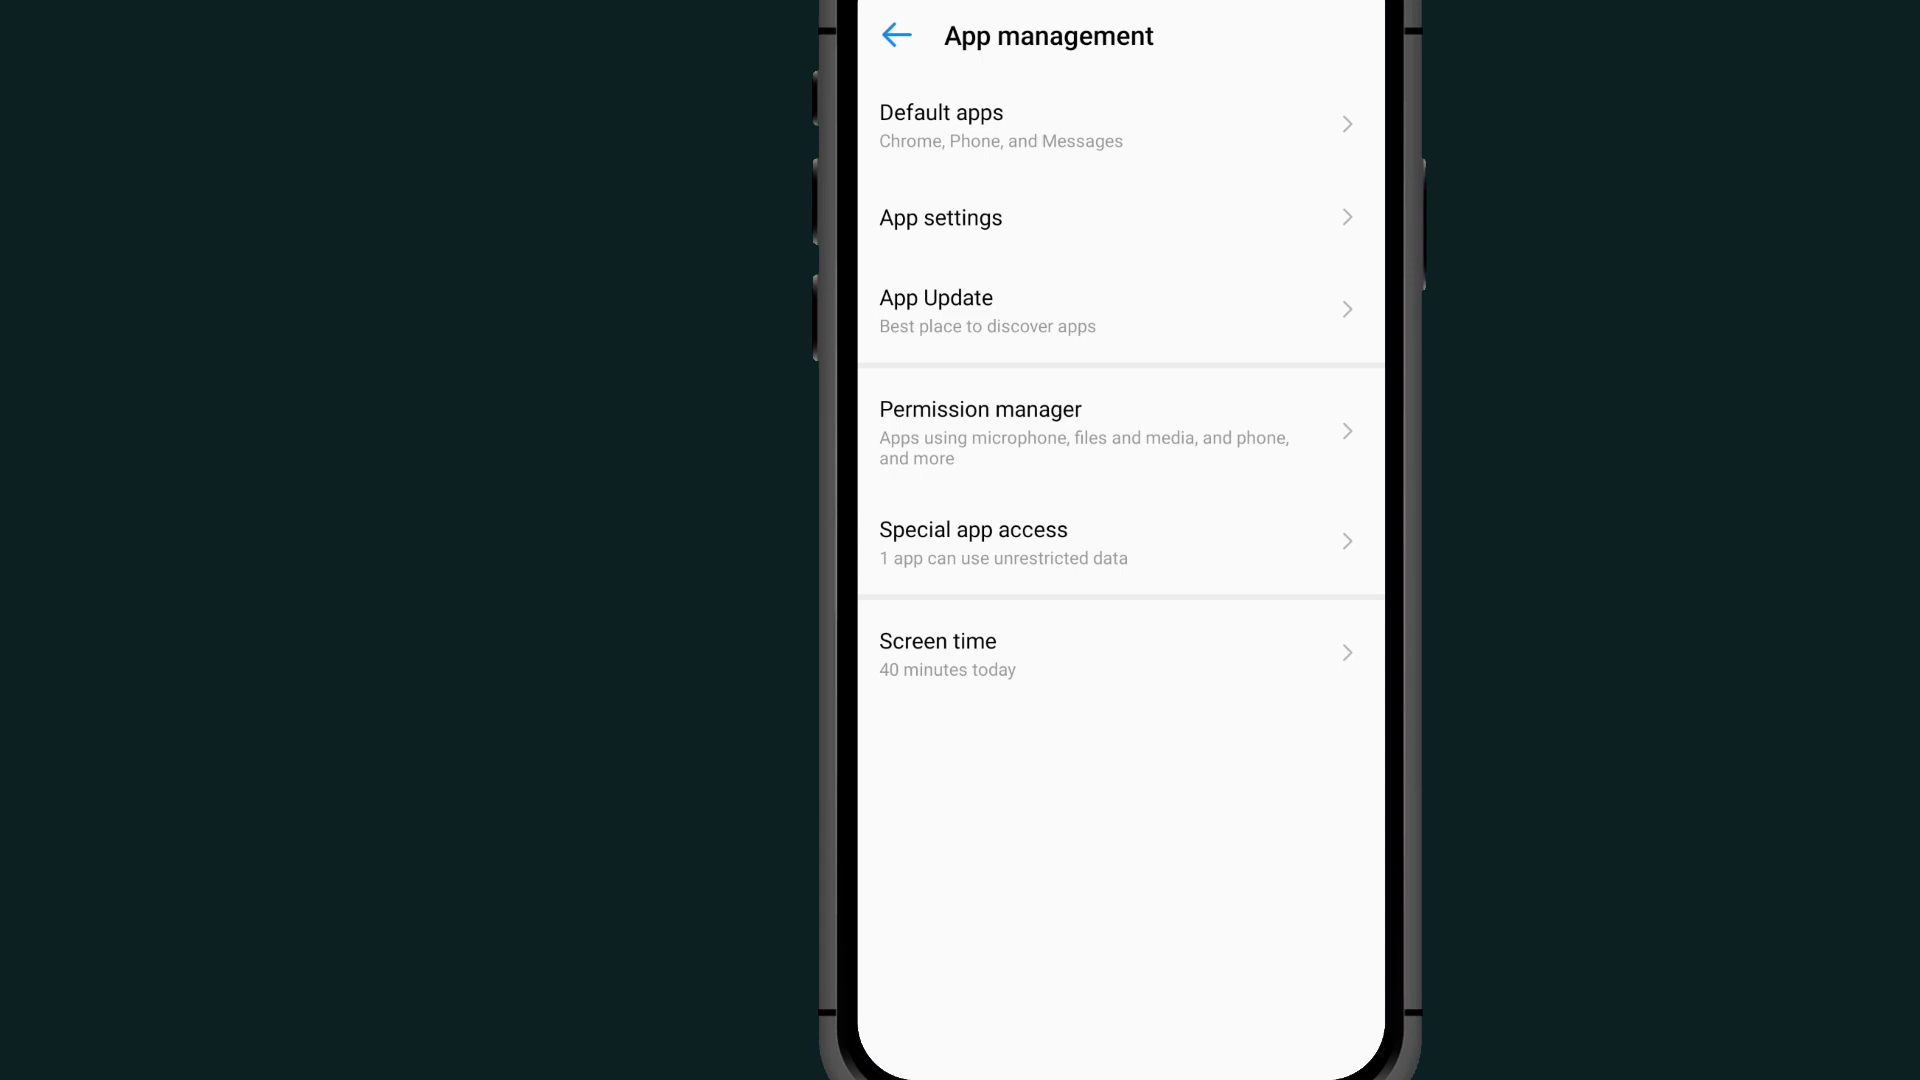 App management
Default apps
Chrome, Phone, and Messages
App settings
App Update
Best place to discover apps
Permission manager
Apps using microphone, files and media, and phone,
and more
Special app access
1 app can use unrestricted data
Screen time
40 minutes today